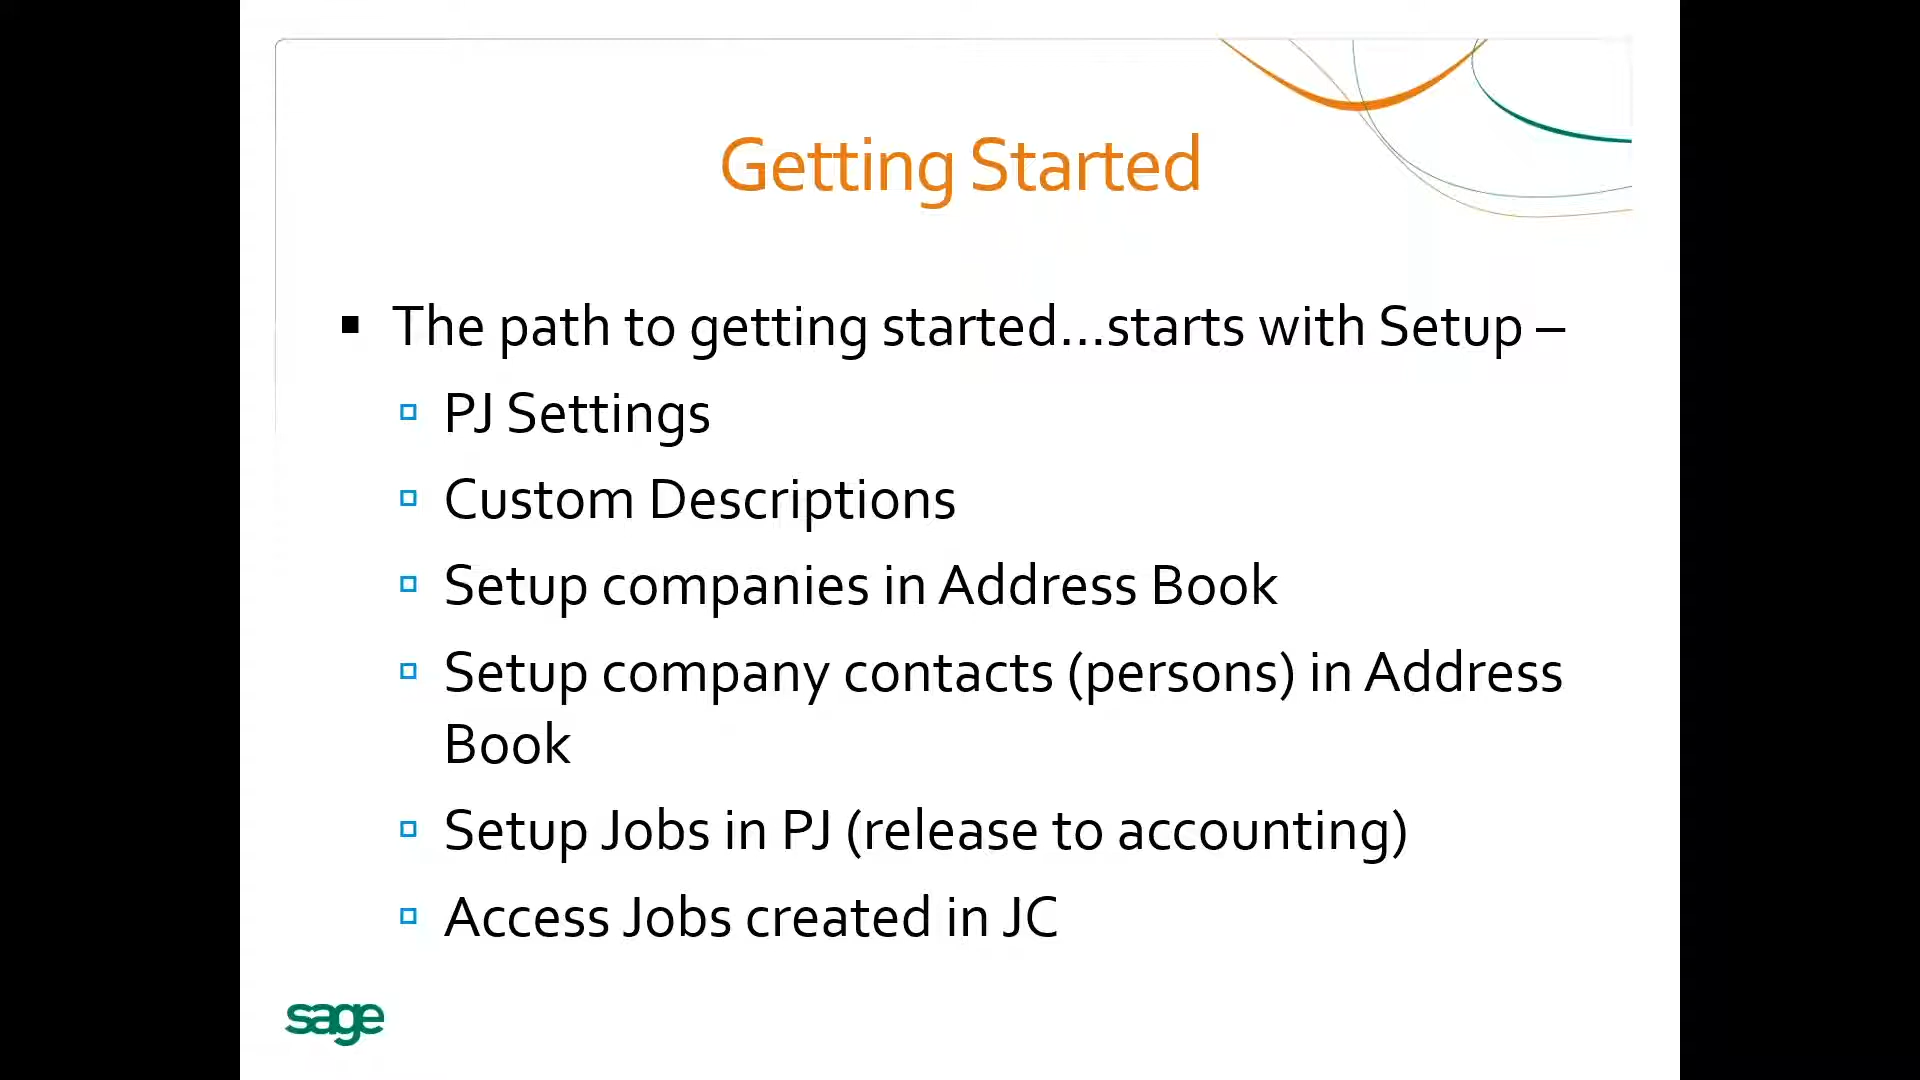 Getting Started
▪ The path to getting started...starts with Setup –
▫ PJ Settings
▫ Custom Descriptions
▫ Setup companies in Address Book
▫ Setup company contacts (persons) in Address
Book
▫ Setup Jobs in PJ (release to accounting)
▫ Access Jobs created in JC
sage